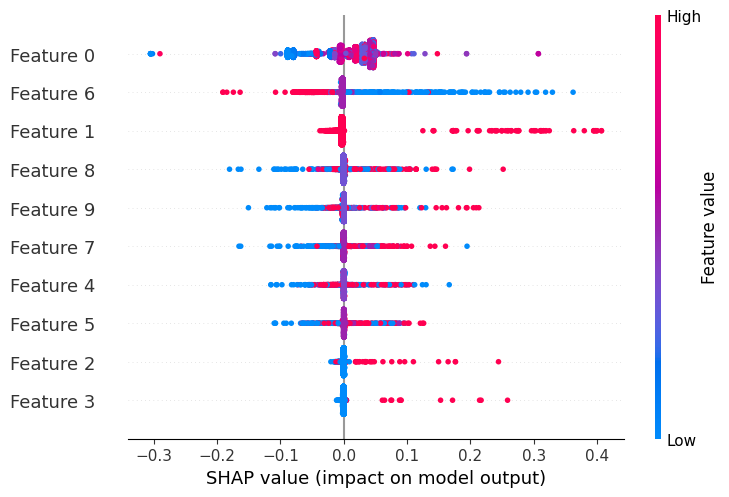 High
Feature 0
Feature 6
Feature 1
Feature 8
Feature 9
Feature 7
Feature 4
Feature 5
Feature 2
Feature 3
Feature value
Low
−0.3 −0.2 −0.1 0.0 0.1 0.2 0.3 0.4
SHAP value (impact on model output)